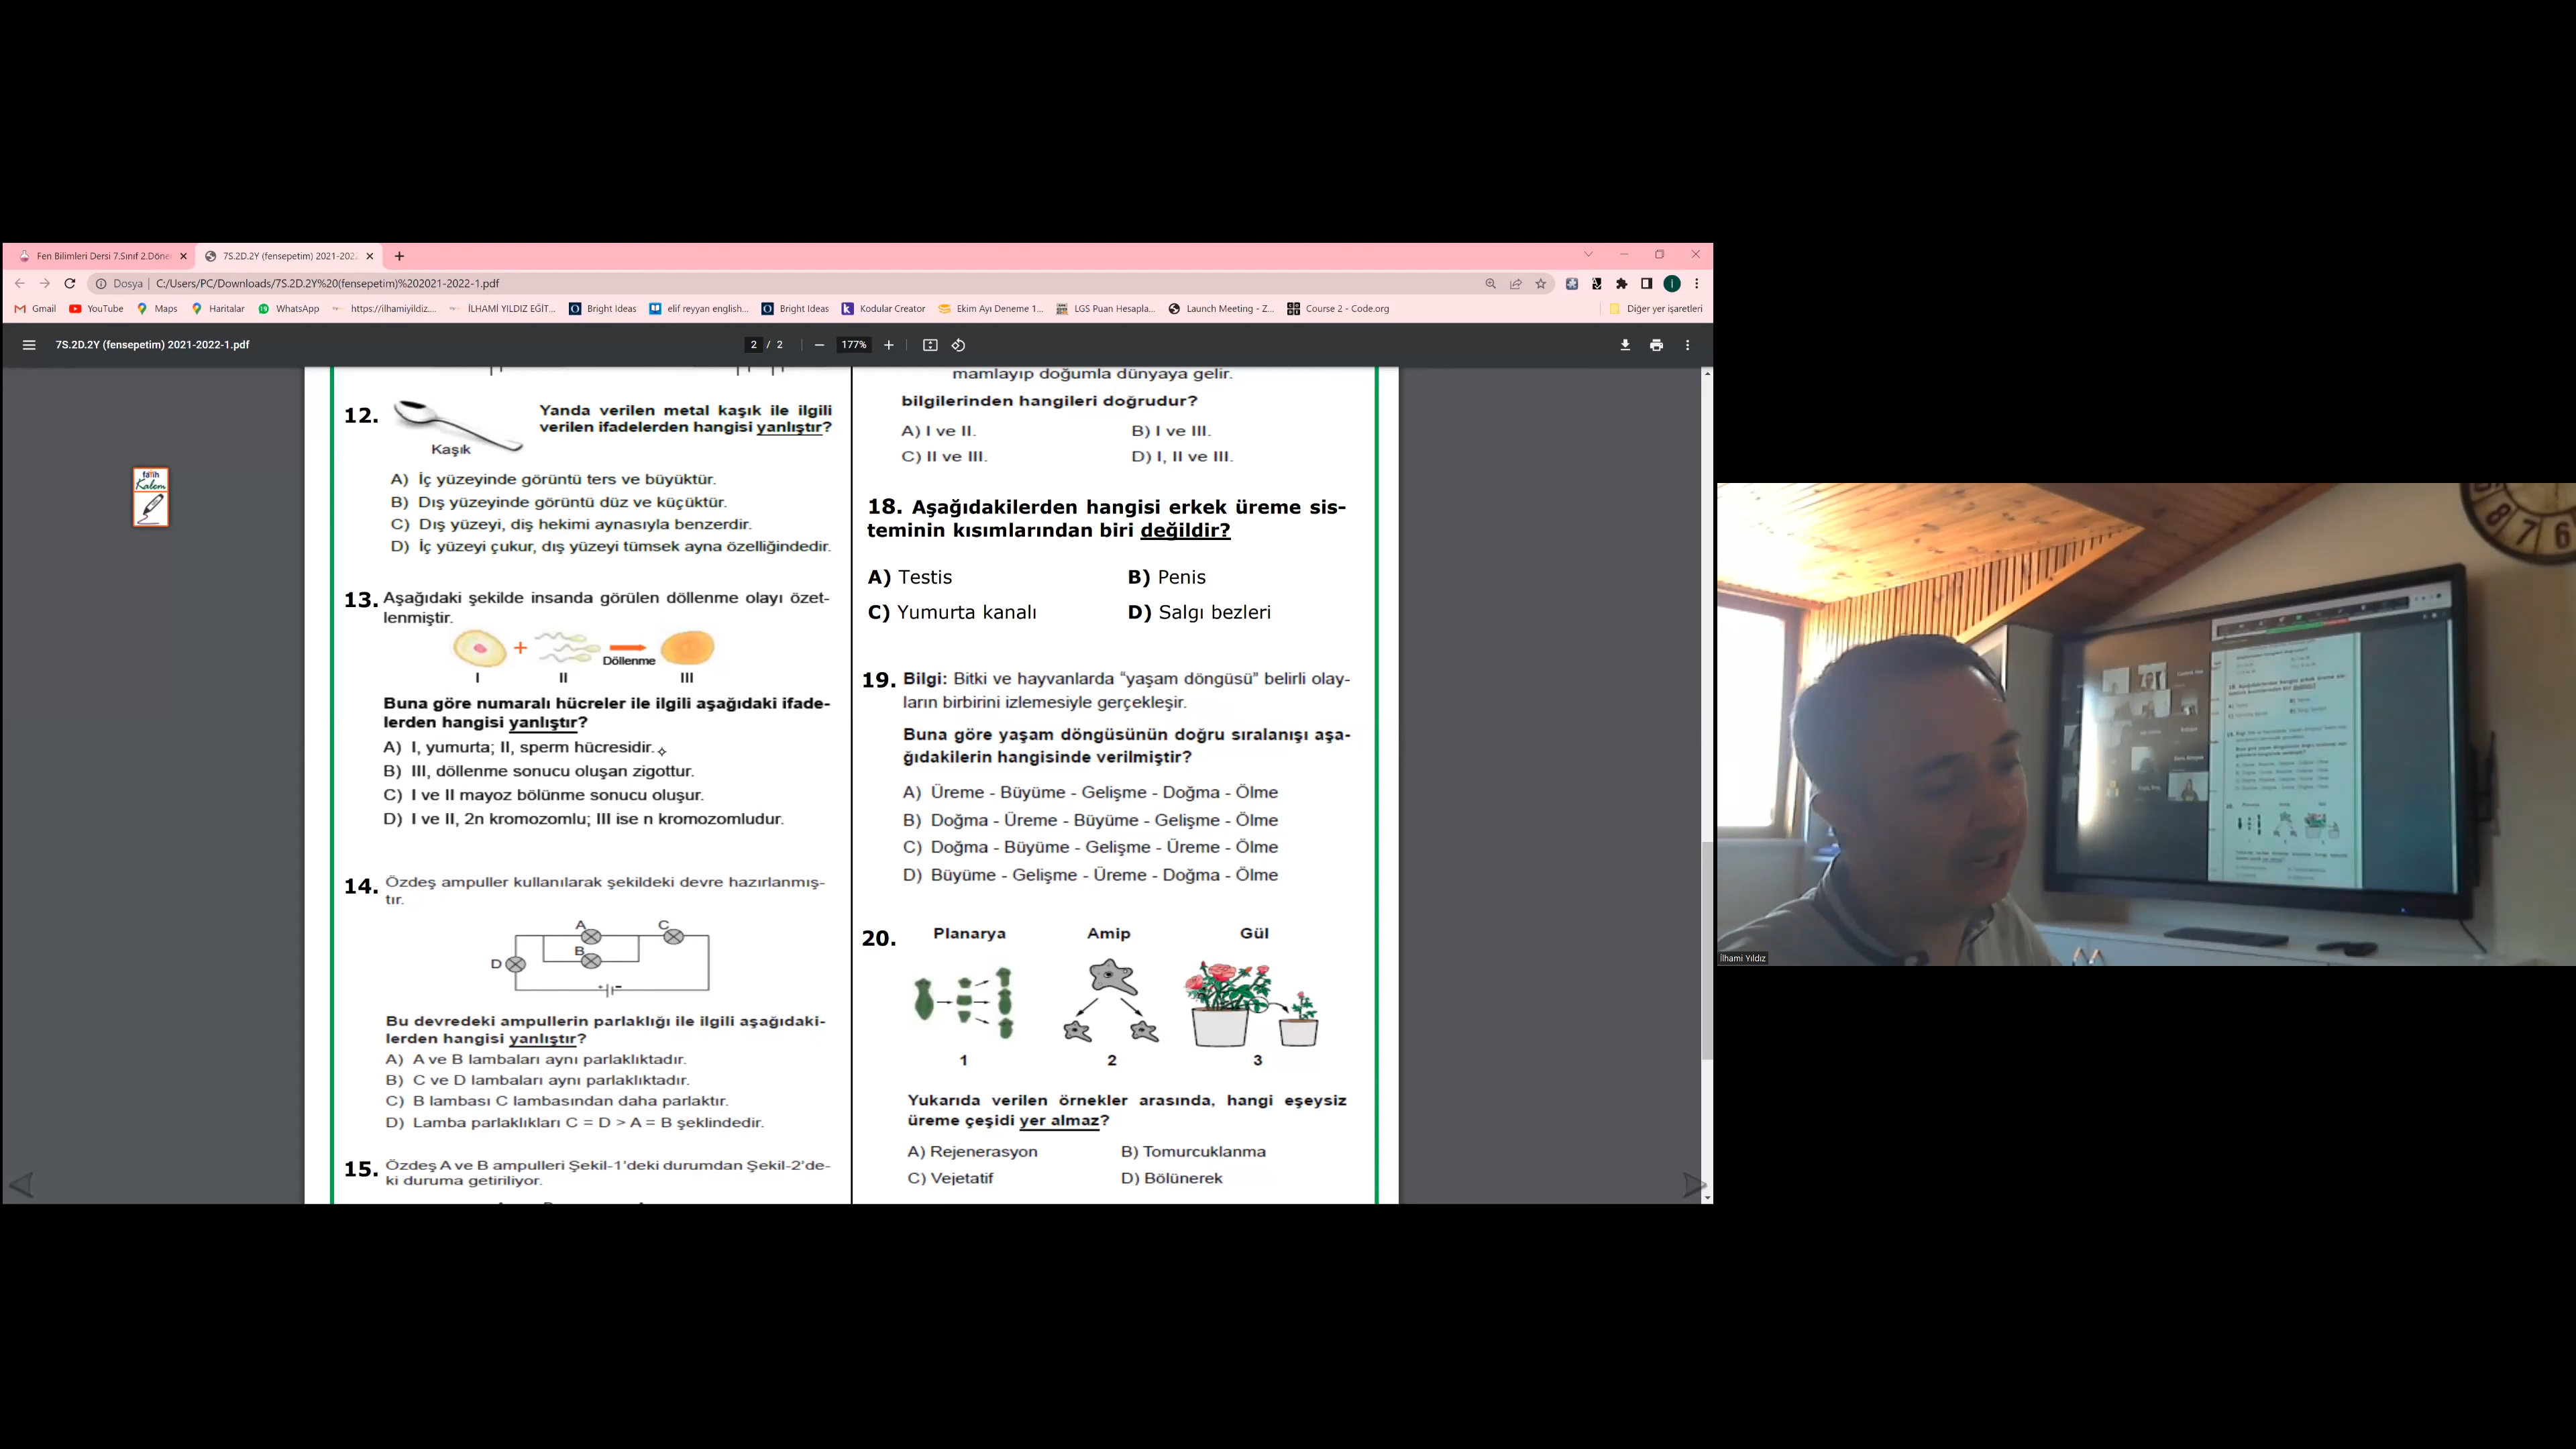 Fen Bilimleri Dersi 7.Sınıf 2.Döne
7S.2D.2Y (fensepetim) 2021-202
Dosya
C:/Users/PC/Downloads/7S.2D.2Y%20(fensepetim)%202021-2022-1.pdf
Gmail
YouTube
Maps
Haritalar
WhatsApp
https://ilhamiyildiz....
İLHAMİ YILDIZ EĞİT...
Bright Ideas
elif reyyan english...
Bright Ideas
Kodular Creator
Ekim Ayı Deneme 1...
LGS Puan Hesapla...
Launch Meeting - Z...
Course 2 - Code.org
Diğer yer işaretleri
7S.2D.2Y (fensepetim) 2021-2022-1.pdf
2 / 2
177%
fatih
Kalem
12.
Kaşık
Yanda verilen metal kaşık ile ilgili
verilen ifadelerden hangisi yanlıştır?
A) İç yüzeyinde görüntü ters ve büyüktür.
B) Dış yüzeyinde görüntü düz ve küçüktür.
C) Dış yüzeyi, diş hekimi aynasıyla benzerdir.
D) İç yüzeyi çukur, dış yüzeyi tümsek ayna özelliğindedir.
13. Aşağıdaki şekilde insanda görülen döllenme olayı özet-
lenmiştir.
+
Döllenme
I II III
Buna göre numaralı hücreler ile ilgili aşağıdaki ifade-
lerden hangisi yanlıştır?
A) I, yumurta; II, sperm hücresidir.
B) III, döllenme sonucu oluşan zigottur.
C) I ve II mayoz bölünme sonucu oluşur.
D) I ve II, 2n kromozomlu; III ise n kromozomludur.
14. Özdeş ampuller kullanılarak şekildeki devre hazırlanmış-
tır.
A
C
B
D
Bu devredeki ampullerin parlaklığı ile ilgili aşağıdaki-
lerden hangisi yanlıştır?
A) A ve B lambaları aynı parlaklıktadır.
B) C ve D lambaları aynı parlaklıktadır.
C) B lambası C lambasından daha parlaktır.
D) Lamba parlaklıkları C = D > A = B şeklindedir.
15. Özdeş A ve B ampulleri Şekil-1'deki durumdan Şekil-2'de-
ki duruma getiriliyor.
mamlayıp doğumla dünyaya gelir.
bilgilerinden hangileri doğrudur?
A) I ve II.
B) I ve III.
C) II ve III.
D) I, II ve III.
18. Aşağıdakilerden hangisi erkek üreme sis-
teminin kısımlarından biri değildir?
A) Testis
B) Penis
C) Yumurta kanalı
D) Salgı bezleri
19. Bilgi: Bitki ve hayvanlarda “yaşam döngüsü” belirli olay-
ların birbirini izlemesiyle gerçekleşir.
Buna göre yaşam döngüsünün doğru sıralanışı aşa-
ğıdakilerin hangisinde verilmiştir?
A) Üreme - Büyüme - Gelişme - Doğma - Ölme
B) Doğma - Üreme - Büyüme - Gelişme - Ölme
C) Doğma - Büyüme - Gelişme - Üreme - Ölme
D) Büyüme - Gelişme - Üreme - Doğma - Ölme
20.
Planarya Amip Gül
1 2 3
Yukarıda verilen örnekler arasında, hangi eşeysiz
üreme çeşidi yer almaz?
A) Rejenerasyon
B) Tomurcuklanma
C) Vejetatif
D) Bölünerek
8 7 6
İlhami Yıldız